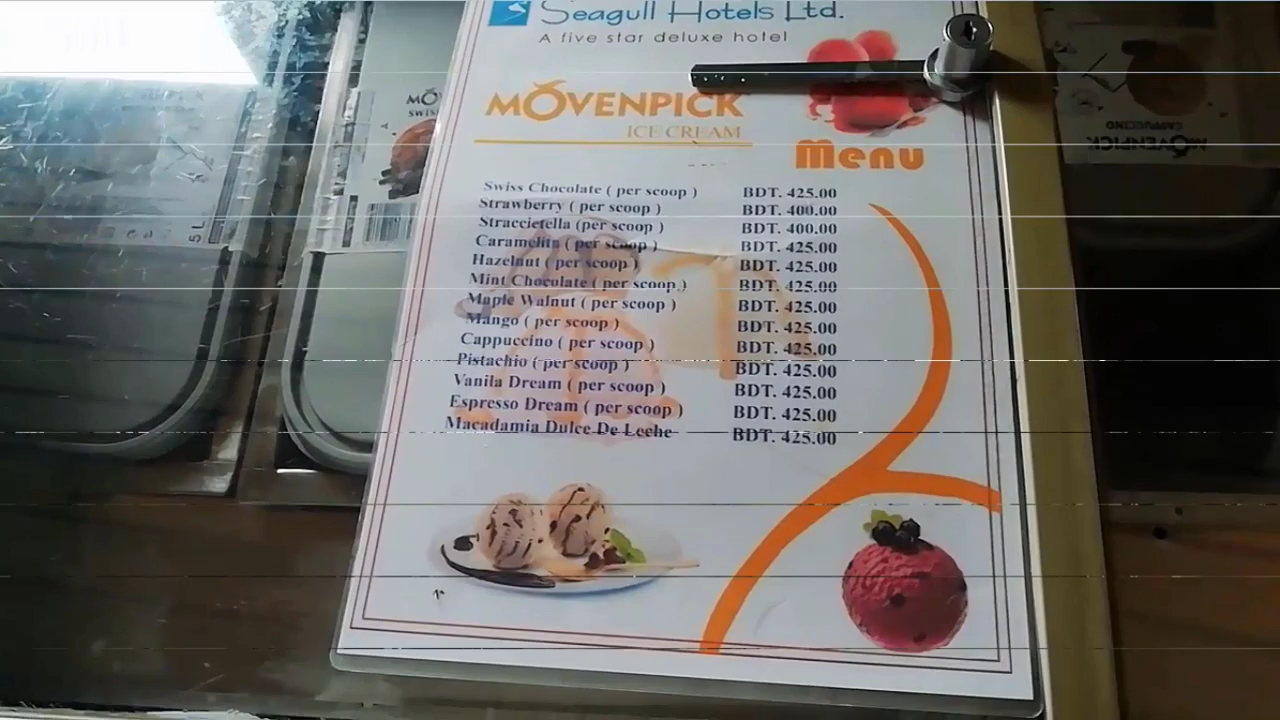 Seagull Hotels Ltd.
A five star deluxe hotel
MÖVENPICK
ICE CREAM
Menu
Swiss Chocolate ( per scoop ) BDT. 425.00
Strawberry ( per scoop ) BDT. 400.00
Straccietella (per scoop ) BDT. 400.00
Caramelita ( per scoop ) BDT. 425.00
Hazelnut ( per scoop ) BDT. 425.00
Mint Chocolate ( per scoop.) BDT. 425.00
Maple Walnut ( per scoop ) BDT. 425.00
Mango ( per scoop ) BDT. 425.00
Cappuccino ( per scoop ) BDT. 425.00
Pistachio ( per scoop ) BDT. 425.00
Vanila Dream ( per scoop ) BDT. 425.00
Espresso Dream ( per scoop ) BDT. 425.00
Macadamia Dulce De Leche BDT. 425.00
MÖ
SWIS
5L
MÖVENPICK
CAPPUCCINO